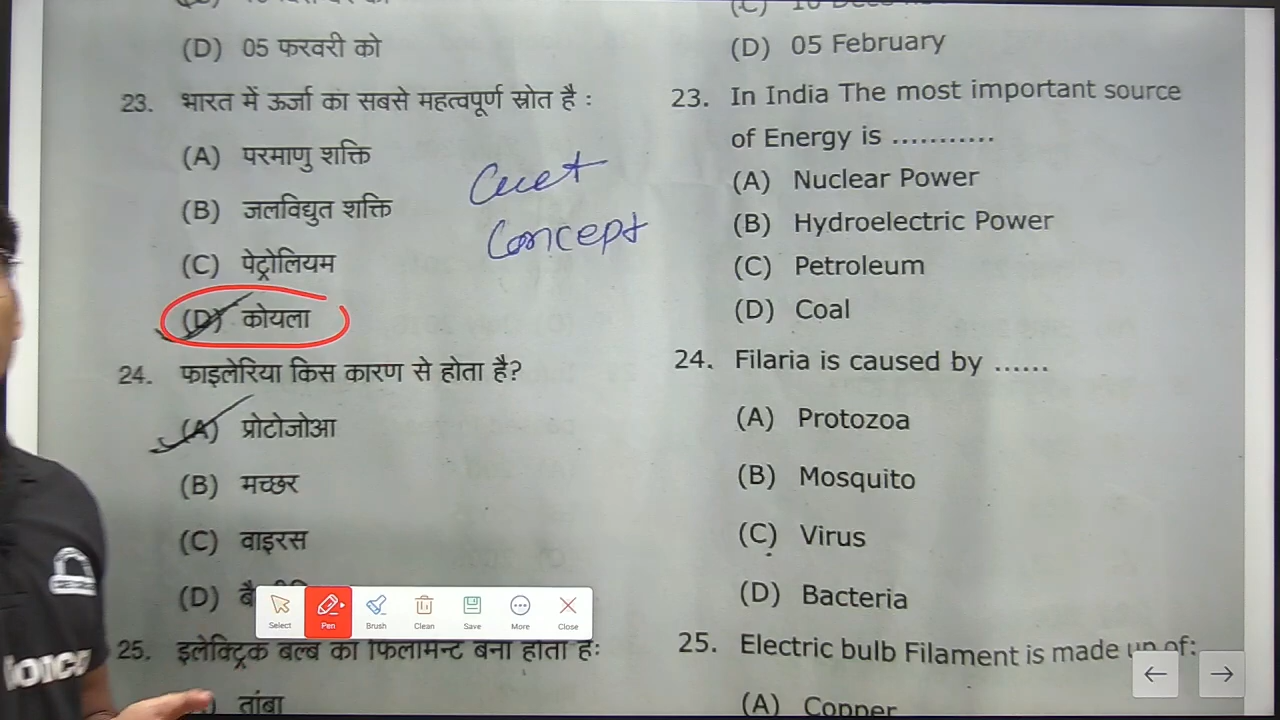 (D) 05 फरवरी को
23. भारत में ऊर्जा का सबसे महत्वपूर्ण स्रोत है :
(A) परमाणु शक्ति
(B) जलविद्युत शक्ति
(C) पेट्रोलियम
(D) कोयला
Cuet
Concept
24. फाइलेरिया किस कारण से होता है?
(A) प्रोटोजोआ
(B) मच्छर
(C) वाइरस
(D)
25. इलेक्ट्रिक बल्ब का फिलामेन्ट बना होता है:
तांबा
(D) 05 February
23. In India The most important source
of Energy is ...........
(A) Nuclear Power
(B) Hydroelectric Power
(C) Petroleum
(D) Coal
24. Filaria is caused by ......
(A) Protozoa
(B) Mosquito
(C) Virus
(D) Bacteria
25. Electric bulb Filament is made up of:
(A) Copper
Select Pen Brush Clean Save More Close